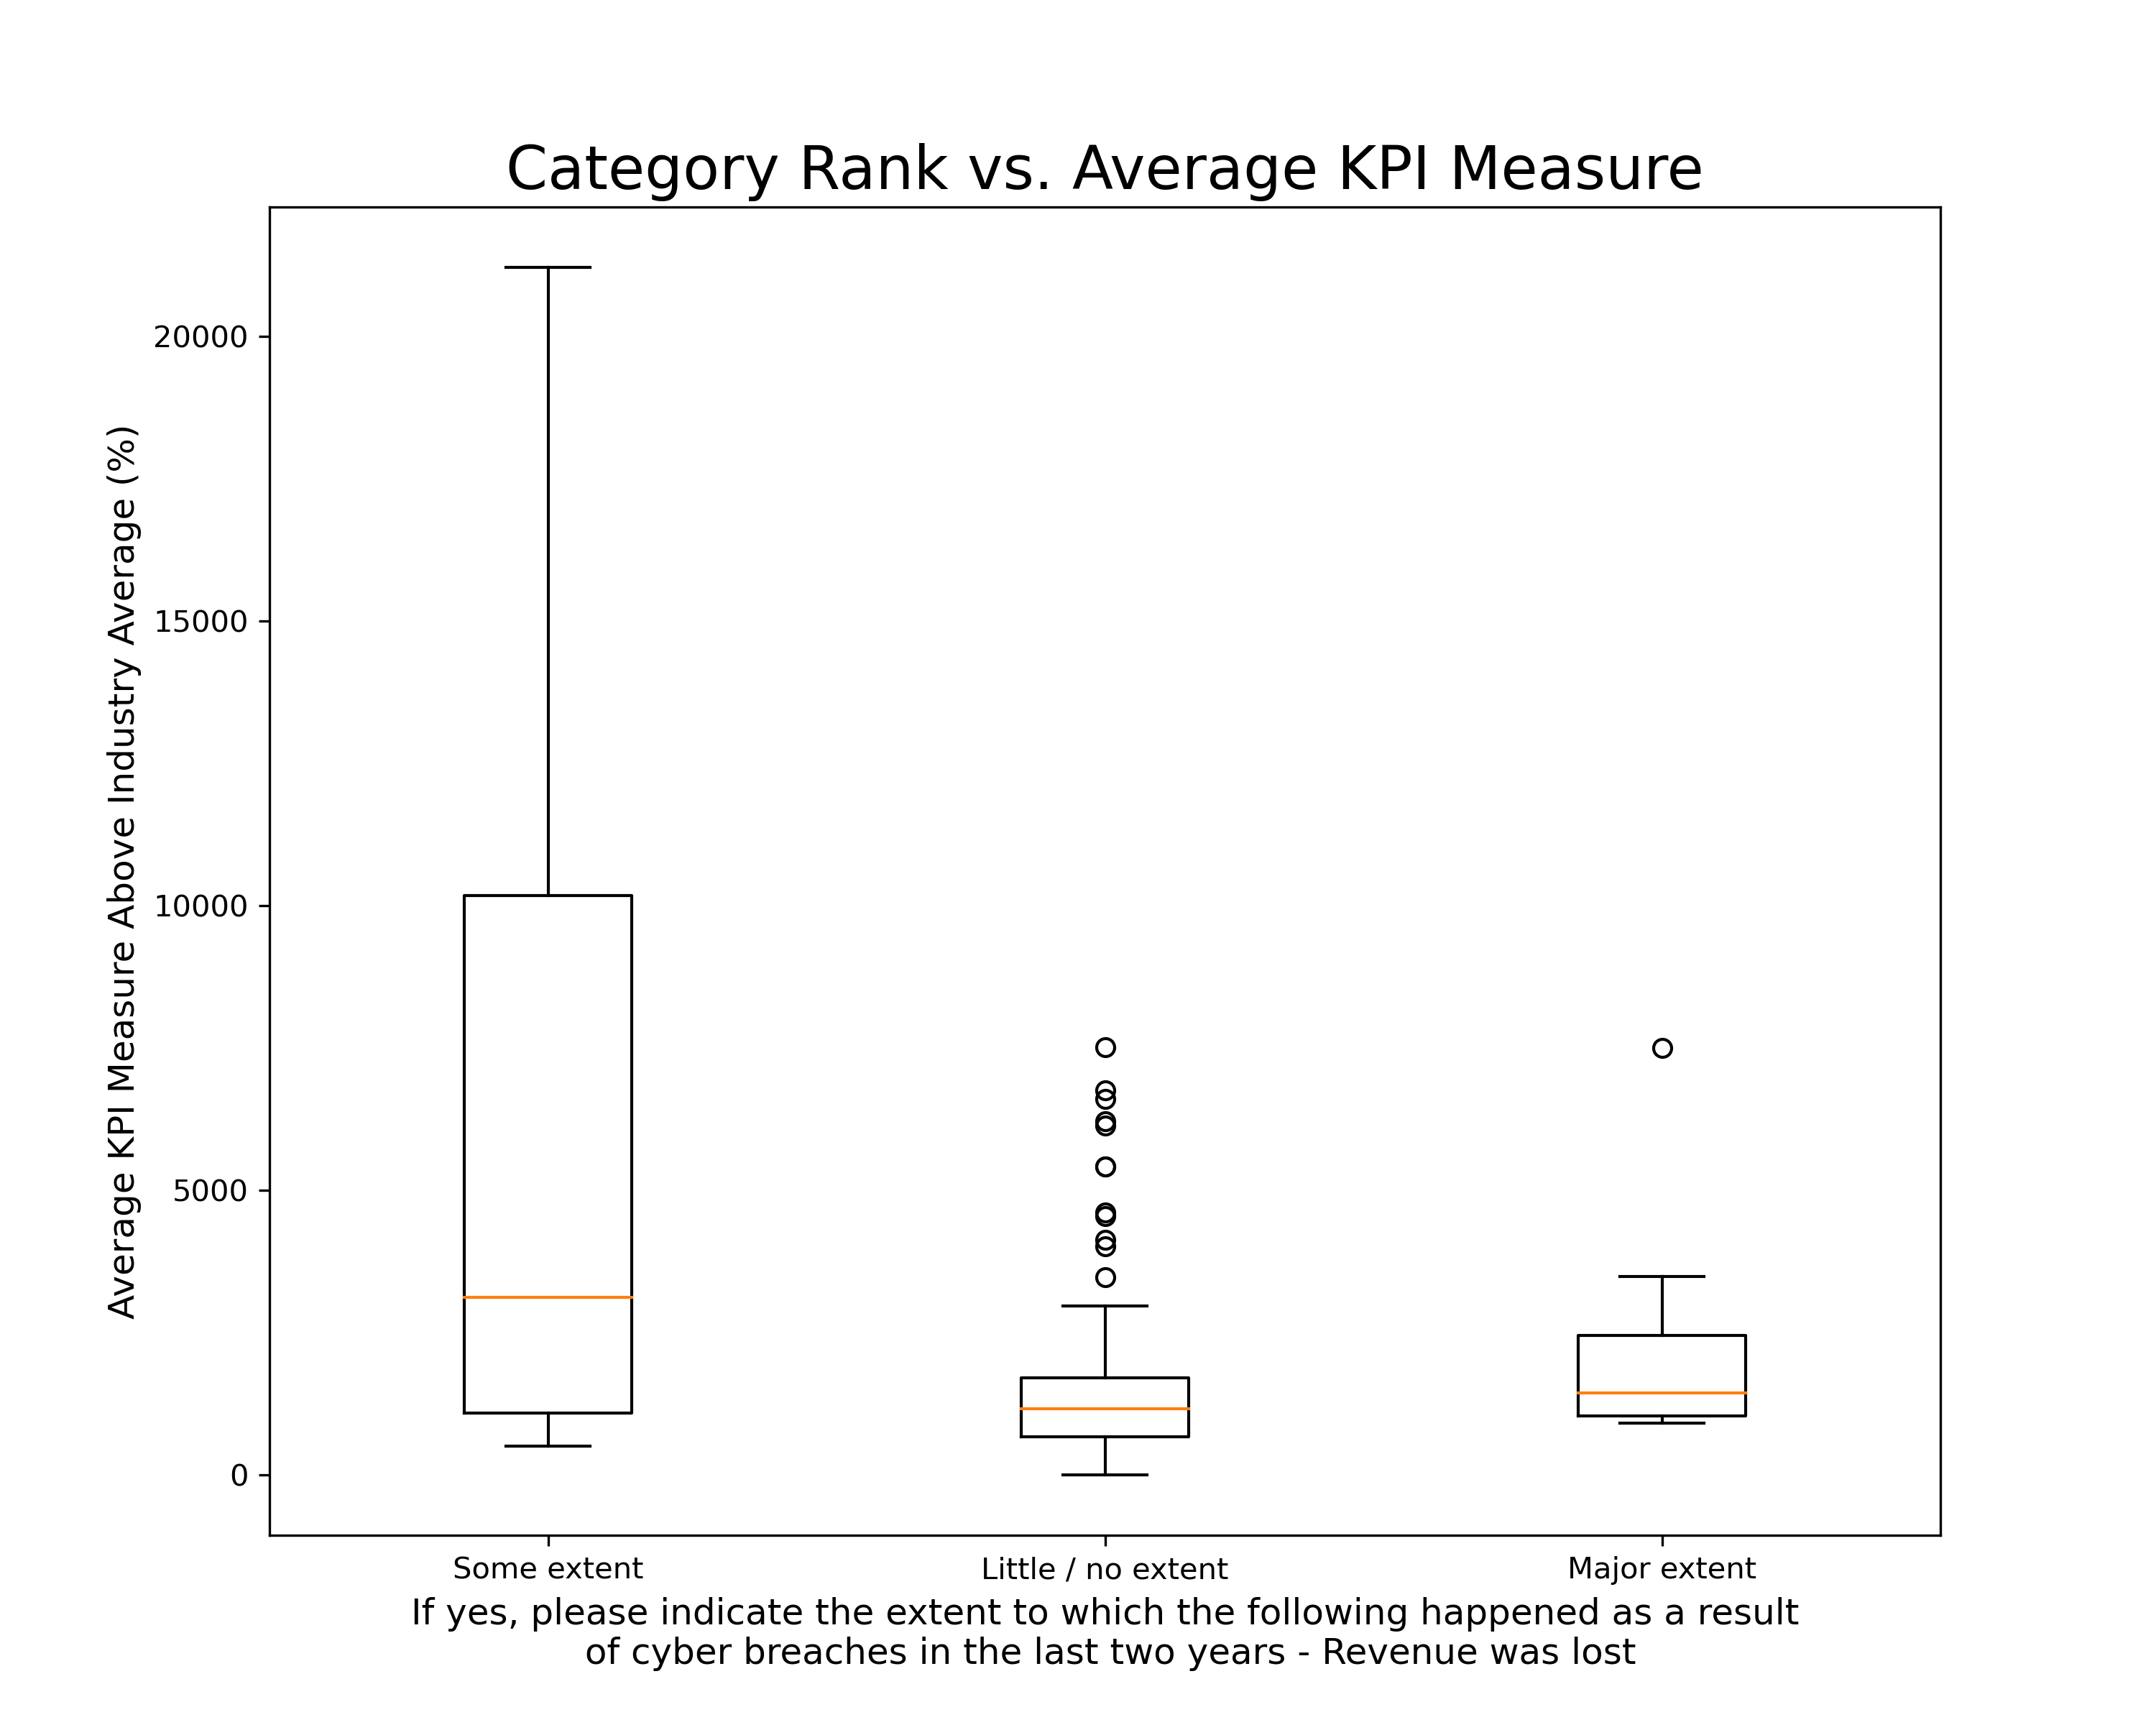 Category Rank vs. Average KPI Measure
Average KPI Measure Above Industry Average (%)
20000
15000
10000
5000
0
Some extent
Little / no extent
Major extent
If yes, please indicate the extent to which the following happened as a result
of cyber breaches in the last two years - Revenue was lost